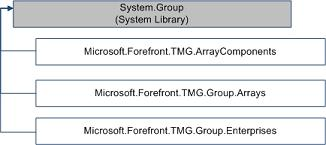 System.Group
(System Library)
Microsoft.Forefront.TMG.ArrayComponents
Microsoft.Forefront.TMG.Group.Arrays
Microsoft.Forefront.TMG.Group.Enterprises